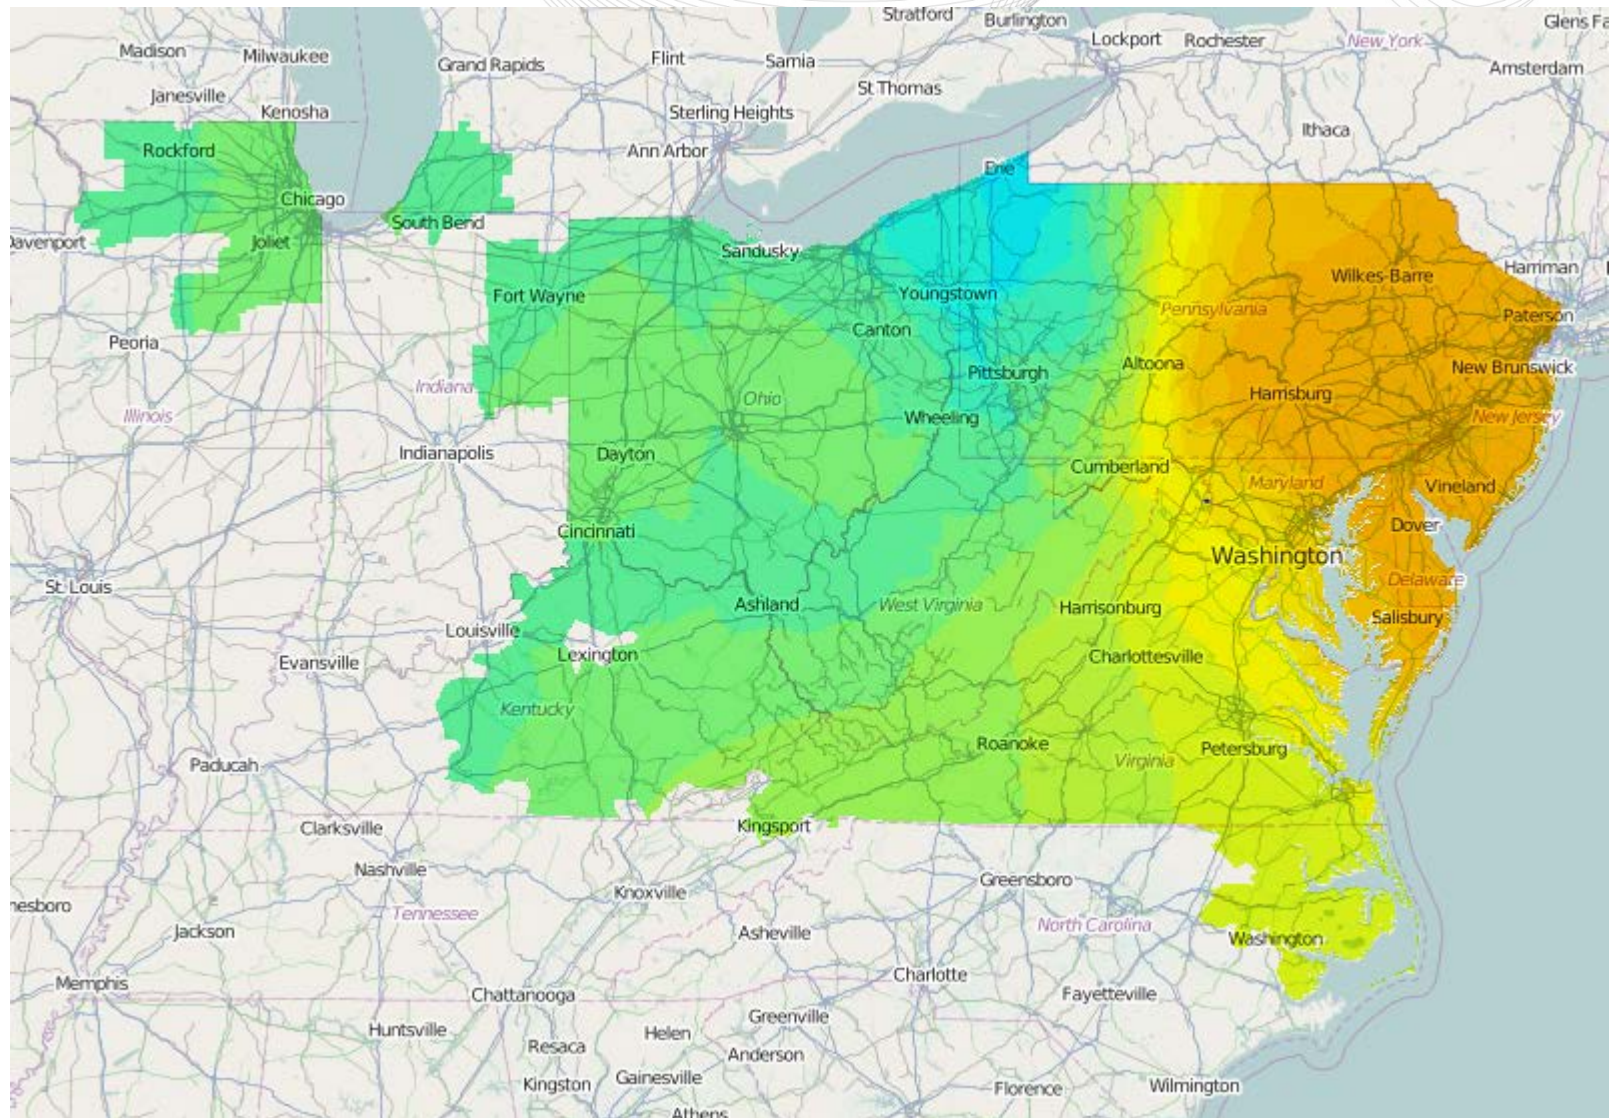 Stratford
Burlington
Glens Fa
Madison
Milwaukee
Grand Rapids
Flint
Sarnia
Lockport
Rochester
New York
Amsterdam
Janesville
Kenosha
Sterling Heights
St Thomas
Ithaca
Rockford
Ann Arbor
Erie
Chicago
South Bend
Davenport
Joliet
Sandusky
Harriman
Wilkes-Barre
Fort Wayne
Youngstown
Pennsylvania
Paterson
Peoria
Canton
Altoona
New Brunswick
Indiana
Pittsburgh
Illinois
Ohio
Harrisburg
Wheeling
New Jersey
Indianapolis
Dayton
Cumberland
Maryland
Vineland
Cincinnati
Dover
Washington
St. Louis
Delaware
Ashland
West Virginia
Harrisonburg
Salisbury
Louisville
Evansville
Lexington
Charlottesville
Kentucky
Roanoke
Petersburg
Paducah
Virginia
Clarksville
Kingsport
Nashville
Knoxville
Greensboro
nesboro
Tennessee
Jackson
Asheville
North Carolina
Washington
Memphis
Charlotte
Chattanooga
Fayetteville
Huntsville
Helen
Greenville
Resaca
Anderson
Kingston
Gainesville
Florence
Wilmington
Athens